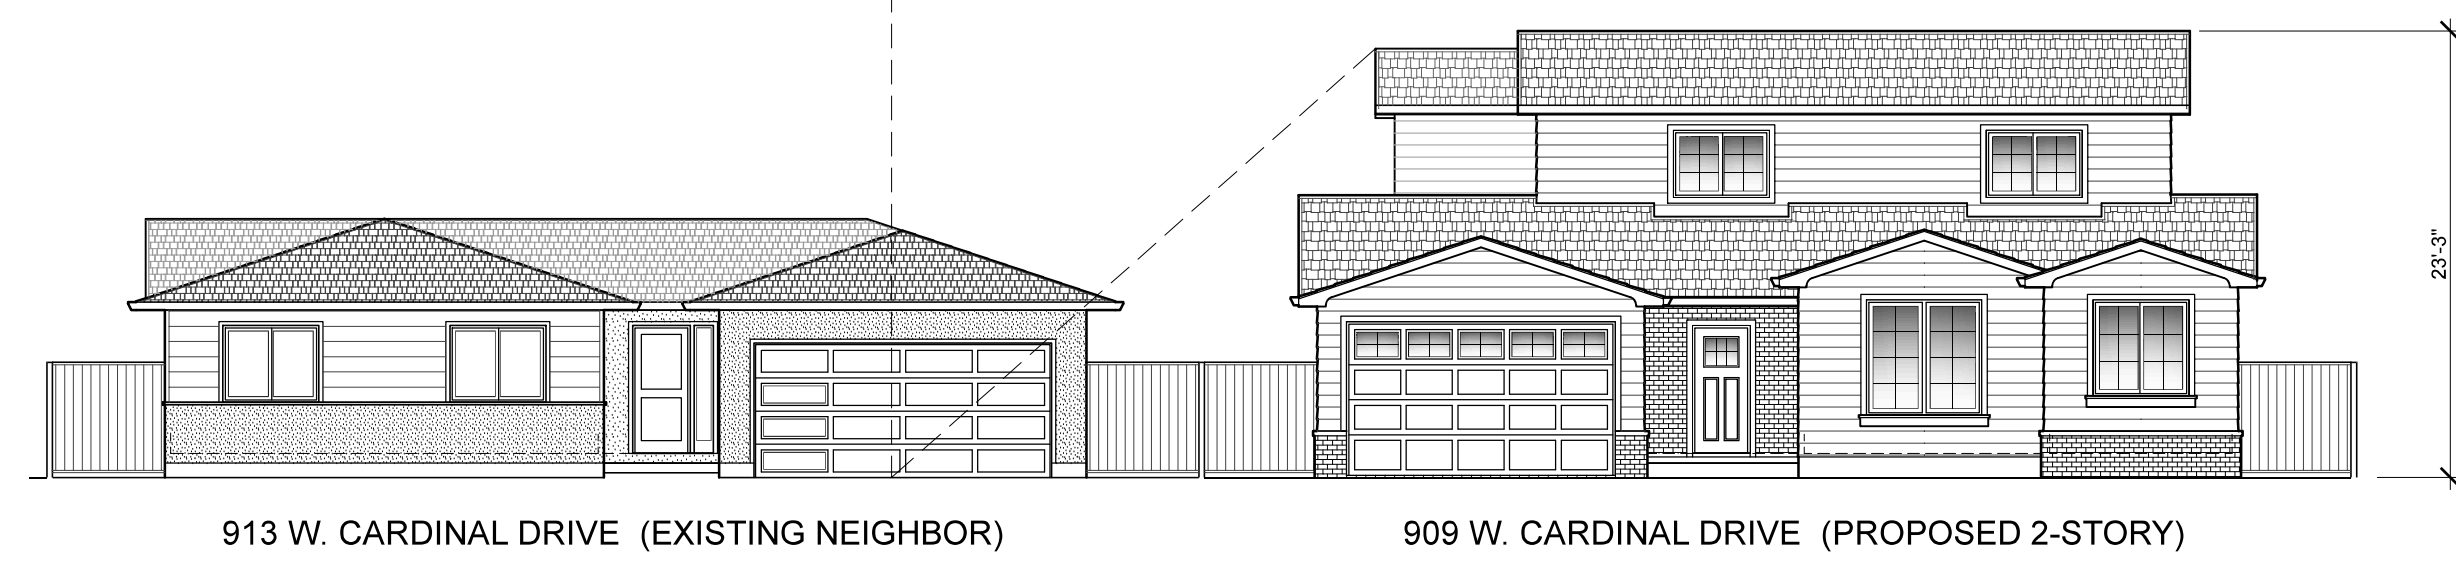 23'-3"
913 W. CARDINAL DRIVE (EXISTING NEIGHBOR)
909 W. CARDINAL DRIVE (PROPOSED 2-STORY)